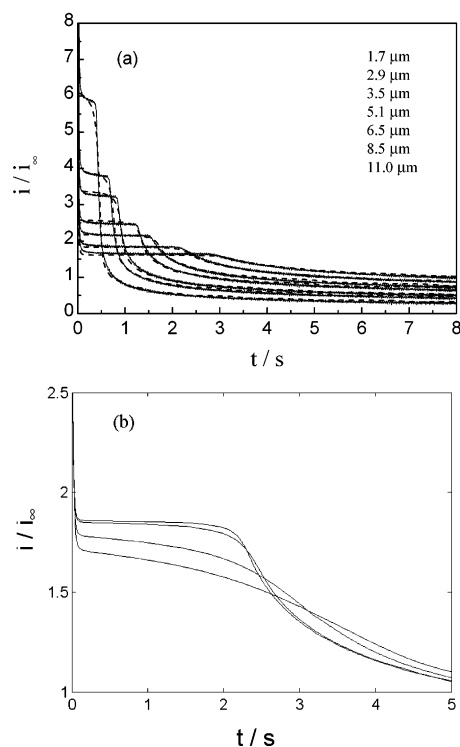 8
7
6
5
4
3
2
1
0
i / i∞
(a)
1.7 µm
2.9 µm
3.5 µm
5.1 µm
6.5 µm
8.5 µm
11.0 µm
0 1 2 3 4 5 6 7 8
t / s
2.5
2
1.5
1
i / i∞
(b)
0 1 2 3 4 5
t / s